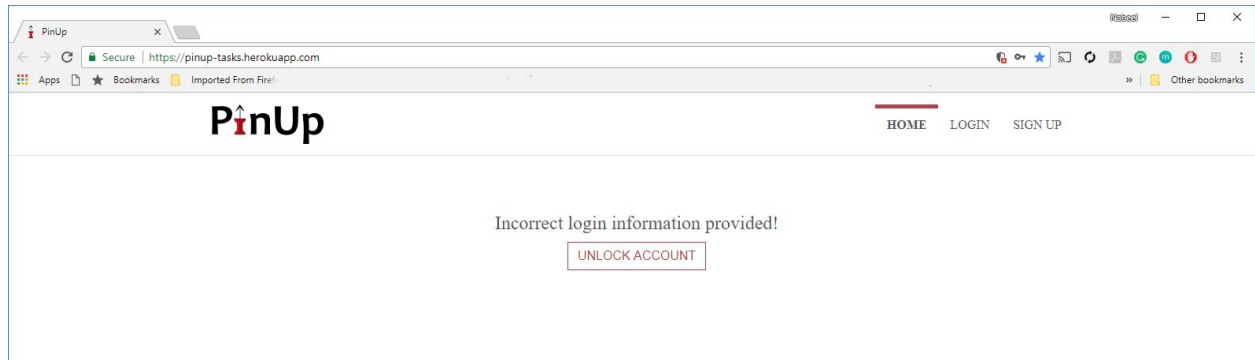 Nabeel
PinUp
Secure | https://pinup-tasks.herokuapp.com
Apps Bookmarks Imported From Firef
» Other bookmarks
PinUp
HOME LOGIN SIGN UP
Incorrect login information provided!
UNLOCK ACCOUNT